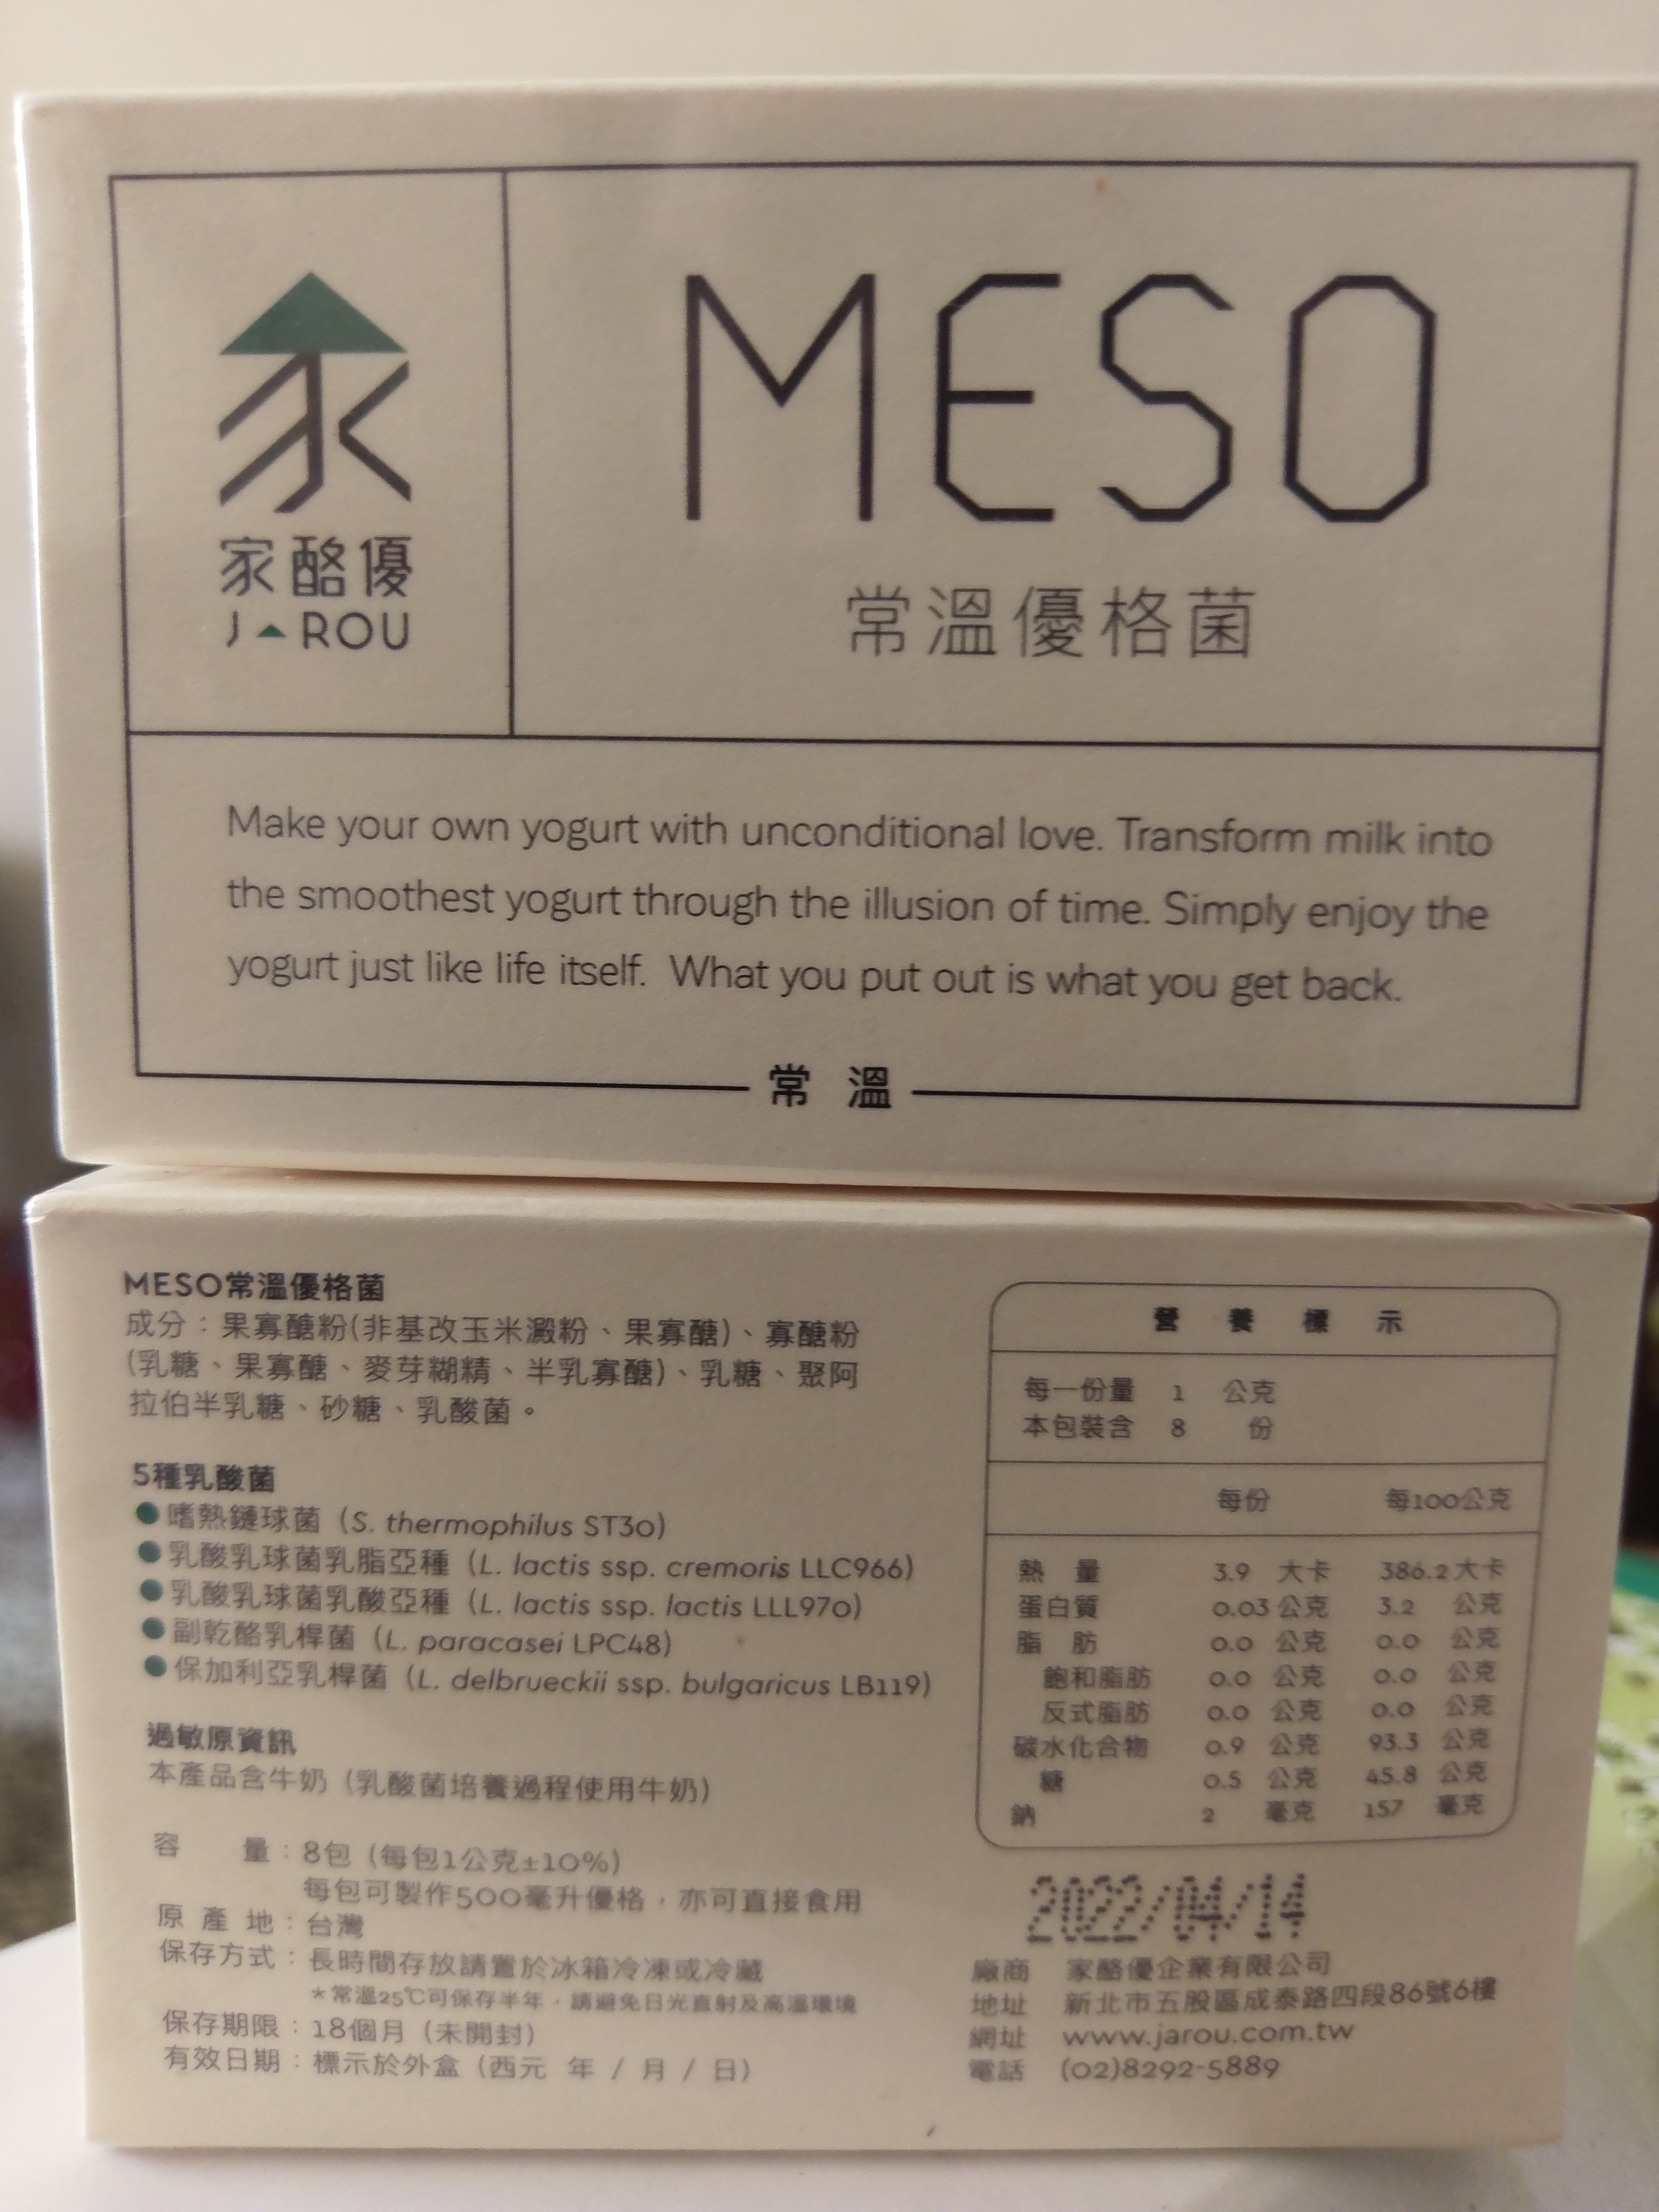 家酪優
JAROU
MESO
常溫優格菌
Make your own yogurt with unconditional love. Transform milk into
the smoothest yogurt through the illusion of time. Simply enjoy the
yogurt just like life itself. What you put out is what you get back.
常溫
MESO常溫優格菌
成分：果寡醣粉(非基改玉米澱粉、果寡醣)、寡醣粉
(乳糖、果寡醣、麥芽糊精、半乳寡醣)、乳糖、聚阿
拉伯半乳糖、砂糖、乳酸菌。
5種乳酸菌
● 嗜熱鏈球菌（S. thermophilus ST30）
● 乳酸乳球菌乳脂亞種（L. lactis ssp. cremoris LLC966）
● 乳酸乳球菌乳酸亞種（L. lactis ssp. lactis LLL970）
● 副乾酪乳桿菌（L. paracasei LPC48）
● 保加利亞乳桿菌（L. delbrueckii ssp. bulgaricus LB119）
過敏原資訊
本產品含牛奶（乳酸菌培養過程使用牛奶）
容量：8包（每包1公克±10%）
每包可製作500毫升優格，亦可直接食用
原產地：台灣
保存方式：長時間存放請置於冰箱冷凍或冷藏
＊常溫25℃可保存半年，請避免日光直射及高溫環境
保存期限：18個月（未開封）
有效日期：標示於外盒（西元 年 / 月 / 日）
營養標示
每一份量 1 公克
本包裝含 8 份
每份 每100公克
熱量 3.9 大卡 386.2 大卡
蛋白質 0.03 公克 3.2 公克
脂肪 0.0 公克 0.0 公克
飽和脂肪 0.0 公克 0.0 公克
反式脂肪 0.0 公克 0.0 公克
碳水化合物 0.9 公克 93.3 公克
糖 0.5 公克 45.8 公克
鈉 2 毫克 157 毫克
2022/04/14
廠商 家酪優企業有限公司
地址 新北市五股區成泰路四段86號6樓
網址 www.jarou.com.tw
電話 (02)8292-5889